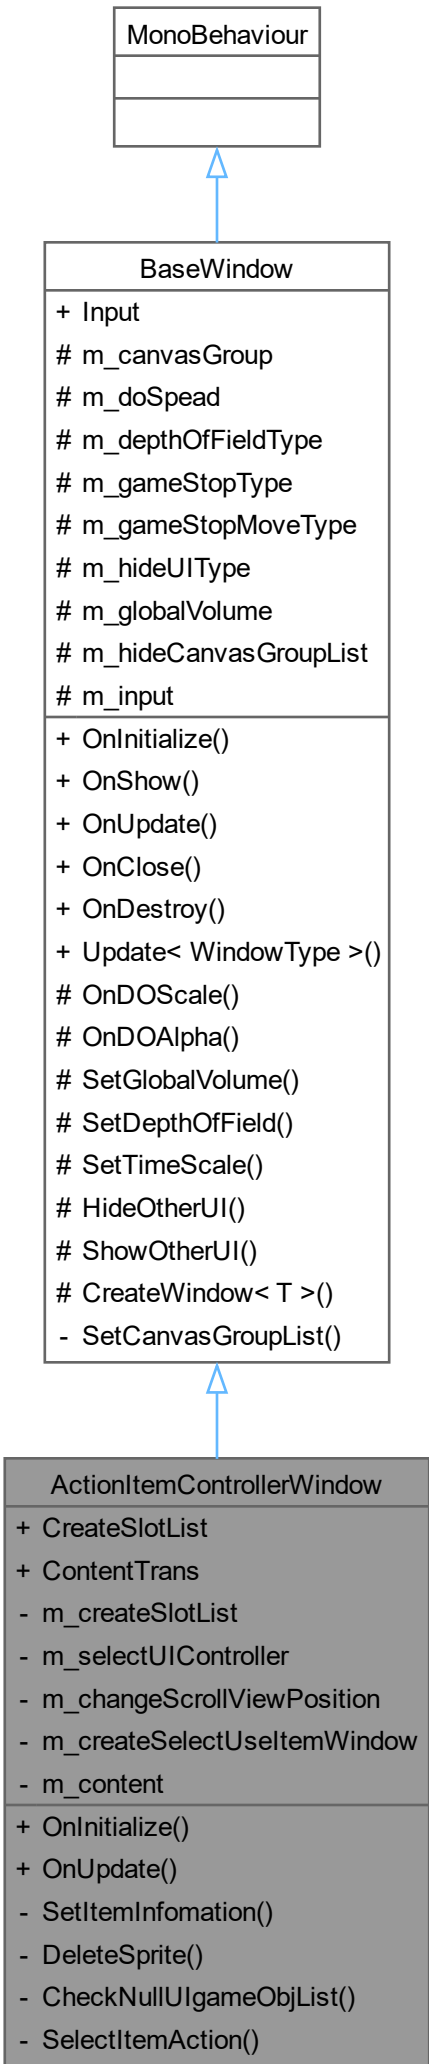 MonoBehaviour
BaseWindow
+ Input
# m_canvasGroup
# m_doSpead
# m_depthOfFieldType
# m_gameStopType
# m_gameStopMoveType
# m_hideUIType
# m_globalVolume
# m_hideCanvasGroupList
# m_input
+ OnInitialize()
+ OnShow()
+ OnUpdate()
+ OnClose()
+ OnDestroy()
+ Update< WindowType >()
# OnDOScale()
# OnDOAlpha()
# SetGlobalVolume()
# SetDepthOfField()
# SetTimeScale()
# HideOtherUI()
# ShowOtherUI()
# CreateWindow< T >()
- SetCanvasGroupList()
ActionItemControllerWindow
+ CreateSlotList
+ ContentTrans
- m_createSlotList
- m_selectUIController
- m_changeScrollViewPosition
- m_createSelectUseItemWindow
- m_content
+ OnInitialize()
+ OnUpdate()
- SetItemInfomation()
- DeleteSprite()
- CheckNullUIgameObjList()
- SelectItemAction()